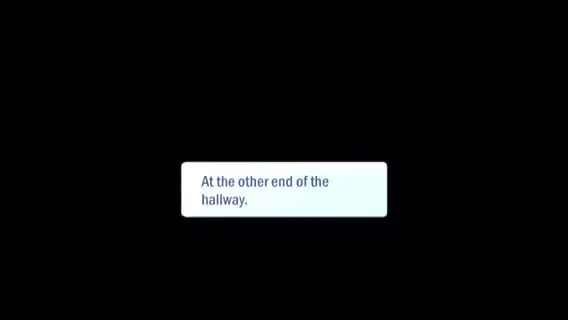 At the other end of the
hallway.